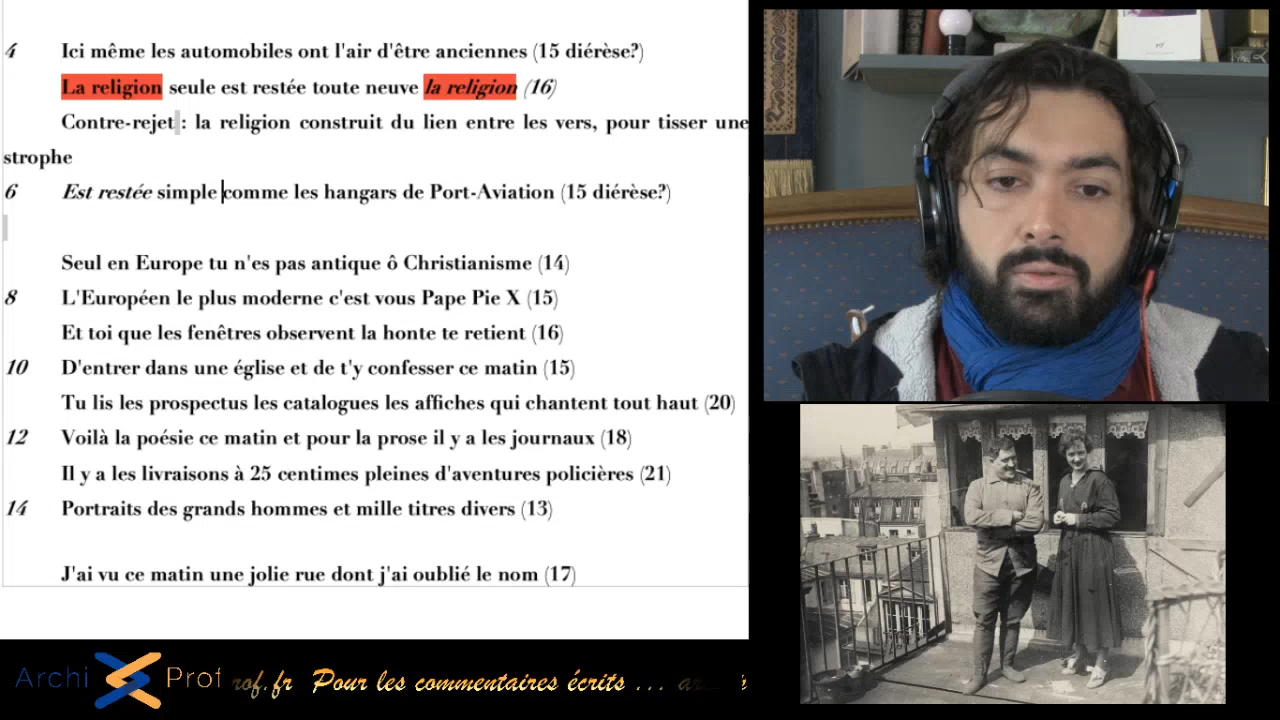 4 Ici même les automobiles ont l'air d'être anciennes (15 diérèse?)
La religion seule est restée toute neuve la religion (16)
Contre-rejet : la religion construit du lien entre les vers, pour tisser une
strophe
6 Est restée simple comme les hangars de Port-Aviation (15 diérèse?)
Seul en Europe tu n'es pas antique ô Christianisme (14)
8 L'Européen le plus moderne c'est vous Pape Pie X (15)
Et toi que les fenêtres observent la honte te retient (16)
10 D'entrer dans une église et de t'y confesser ce matin (15)
Tu lis les prospectus les catalogues les affiches qui chantent tout haut (20)
12 Voilà la poésie ce matin et pour la prose il y a les journaux (18)
Il y a les livraisons à 25 centimes pleines d'aventures policières (21)
14 Portraits des grands hommes et mille titres divers (13)
J'ai vu ce matin une jolie rue dont j'ai oublié le nom (17)
Archi Prof rof.fr Pour les commentaires écrits ...